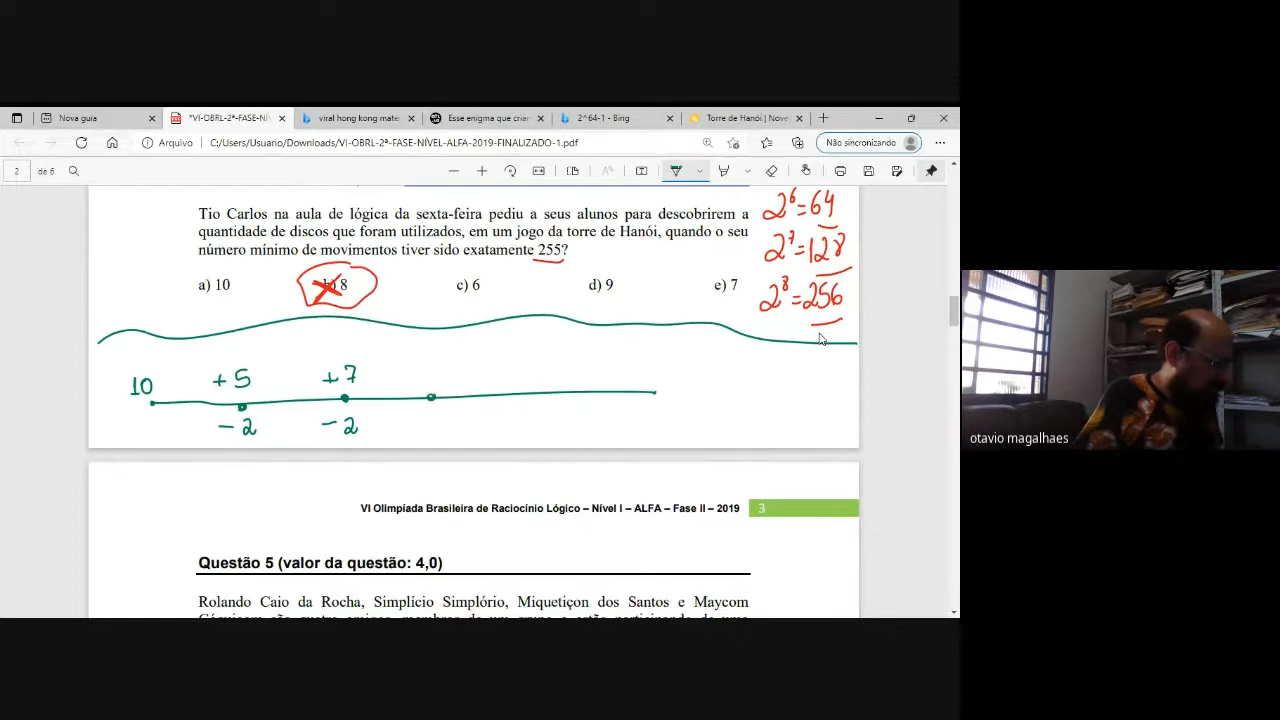 Nova guia
*VI-OBRL-2ª-FASE-NÍV
viral hong kong mate
Esse enigma que crian
2^64-1 - Bing
Torre de Hanói | Nove
Arquivo
C:/Users/Usuario/Downloads/VI-OBRL-2ª-FASE-NÍVEL-ALFA-2019-FINALIZADO-1.pdf
Não sincronizando
2 de 6
2^6=64
Tio Carlos na aula de lógica da sexta-feira pediu a seus alunos para descobrirem a
quantidade de discos que foram utilizados, em um jogo da torre de Hanói, quando o seu
número mínimo de movimentos tiver sido exatamente 255?
2^7=128
a) 10 b) 8 c) 6 d) 9 e) 7
2^8=256
10 +5 +7
-2 -2
VI Olimpíada Brasileira de Raciocínio Lógico – Nível I – ALFA – Fase II – 2019 3
Questão 5 (valor da questão: 4,0)
Rolando Caio da Rocha, Simplício Simplório, Miquetiçon dos Santos e Maycom
otavio magalhaes